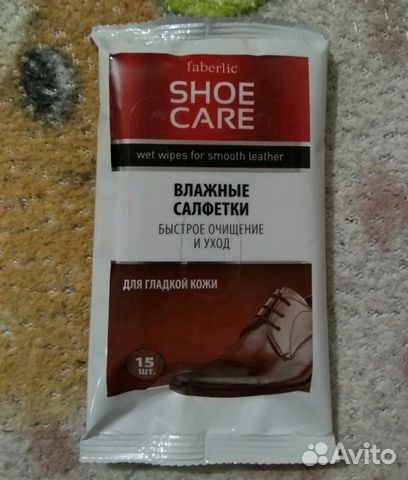 faberlic
SHOE
CARE
wet wipes for smooth leather
ВЛАЖНЫЕ
САЛФЕТКИ
БЫСТРОЕ ОЧИЩЕНИЕ
И УХОД
ДЛЯ ГЛАДКОЙ КОЖИ
15
ШТ.
Avito